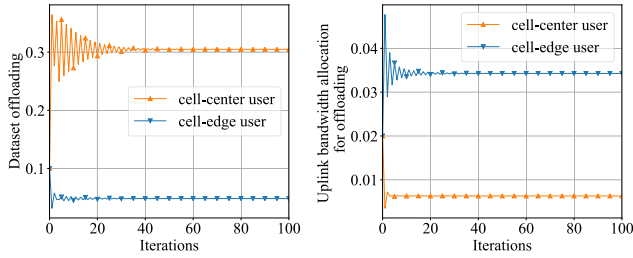 Dataset offloading
0.3
0.2
0.1
cell-center user
cell-edge user
0
20
40
60
80
100
Iterations
Uplink bandwidth allocation
for offloading
0.04
0.03
0.02
0.01
cell-center user
cell-edge user
0
20
40
60
80
100
Iterations